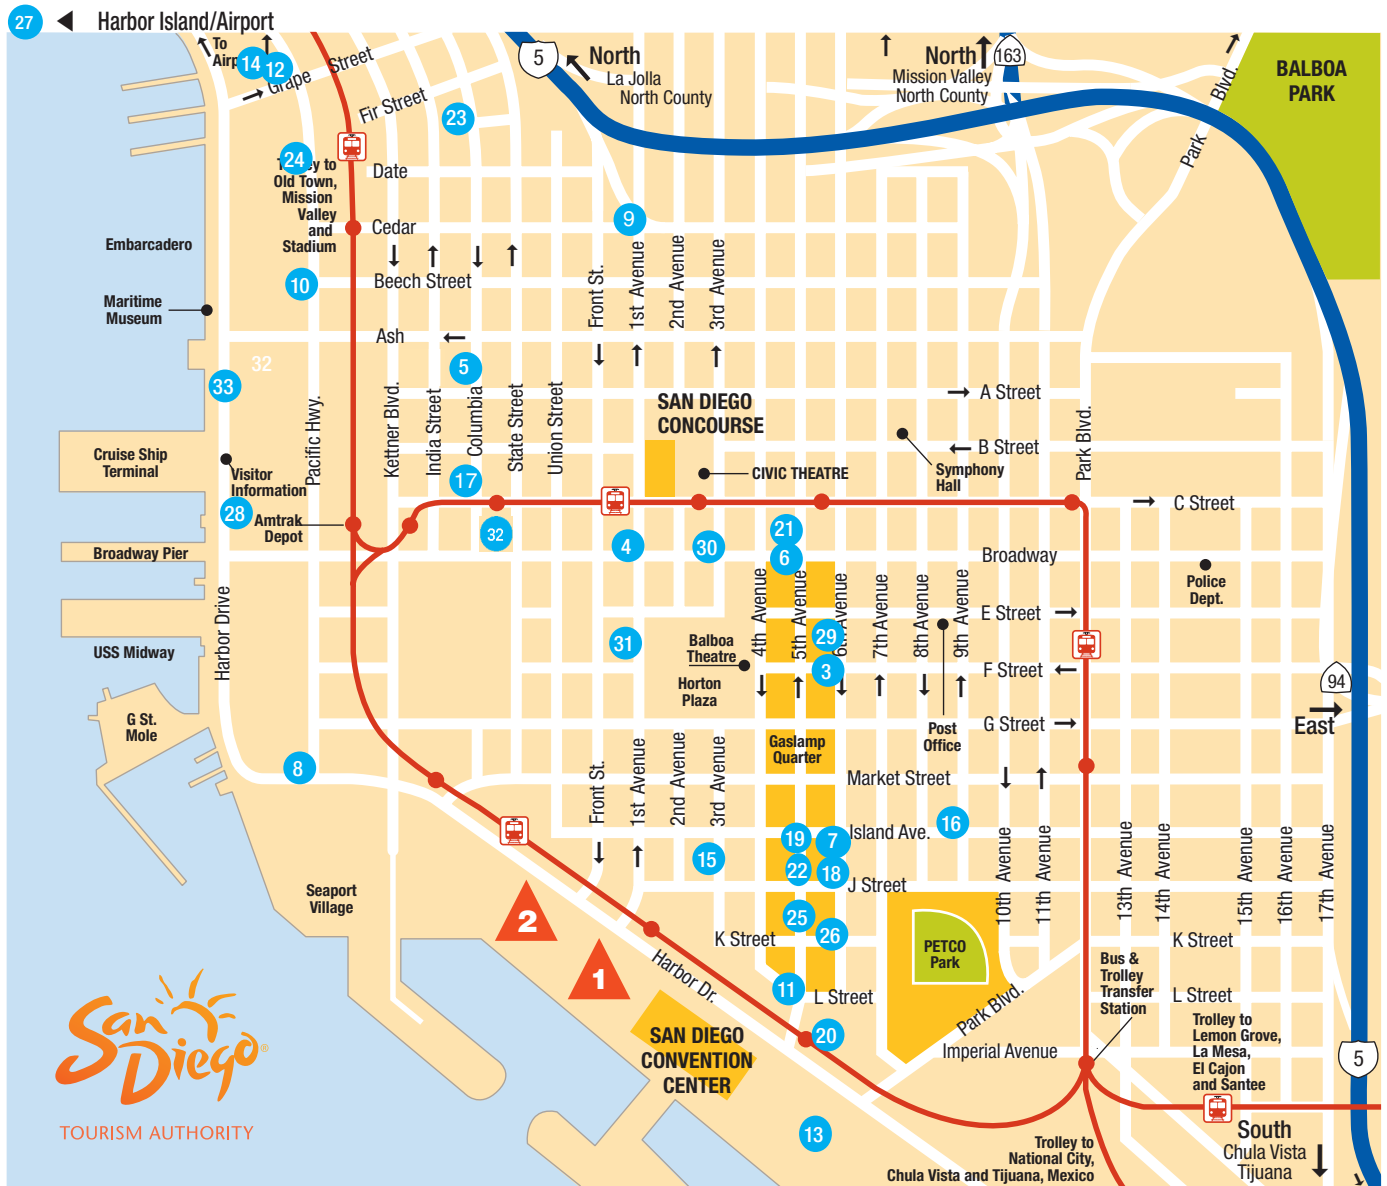 27 Harbor Island/Airport
To
14 12
Grape Street
Fir Street
23
5 North
La Jolla
North County
North 163
Mission Valley
North County
Park Blvd.
BALBOA
PARK
24
to
Old Town,
Mission
Valley
and
Stadium
Date
Cedar
9
Embarcadero
10
Beech Street
Maritime
Museum
Ash
Front St.
1st Avenue
2nd Avenue
3rd Avenue
32
33
5
Pacific Hwy.
Kettner Blvd.
India Street
Columbia
State Street
Union Street
SAN DIEGO
CONCOURSE
A Street
B Street
Park Blvd.
Cruise Ship
Terminal
Visitor
Information
17
CIVIC THEATRE
Symphony
Hall
C Street
28
Amtrak
Depot
32
4
30
21
6
Broadway Pier
Broadway
Police
Dept.
Harbor Drive
4th Avenue
5th Avenue
6th Avenue
7th Avenue
8th Avenue
9th Avenue
E Street
USS Midway
31
Balboa
Theatre
29
3
F Street
Horton
Plaza
94
East
G St.
Mole
Post
Office
G Street
Gaslamp
Quarter
8
Market Street
Front St.
1st Avenue
2nd Avenue
3rd Avenue
19 7
Island Ave.
16
15
22 18
J Street
10th Avenue
11th Avenue
13th Avenue
14th Avenue
15th Avenue
16th Avenue
17th Avenue
Seaport
Village
2
25
26
K Street
PETCO
Park
K Street
1
Harbor Dr.
11
L Street
Park Blvd.
Bus &
Trolley
Transfer
Station
L Street
20
Imperial Avenue
Trolley to
Lemon Grove,
La Mesa,
El Cajon
and Santee
5
SAN DIEGO
CONVENTION
CENTER
San
Diego®
TOURISM AUTHORITY
13
Trolley to
National City,
Chula Vista and Tijuana, Mexico
South
Chula Vista
Tijuana